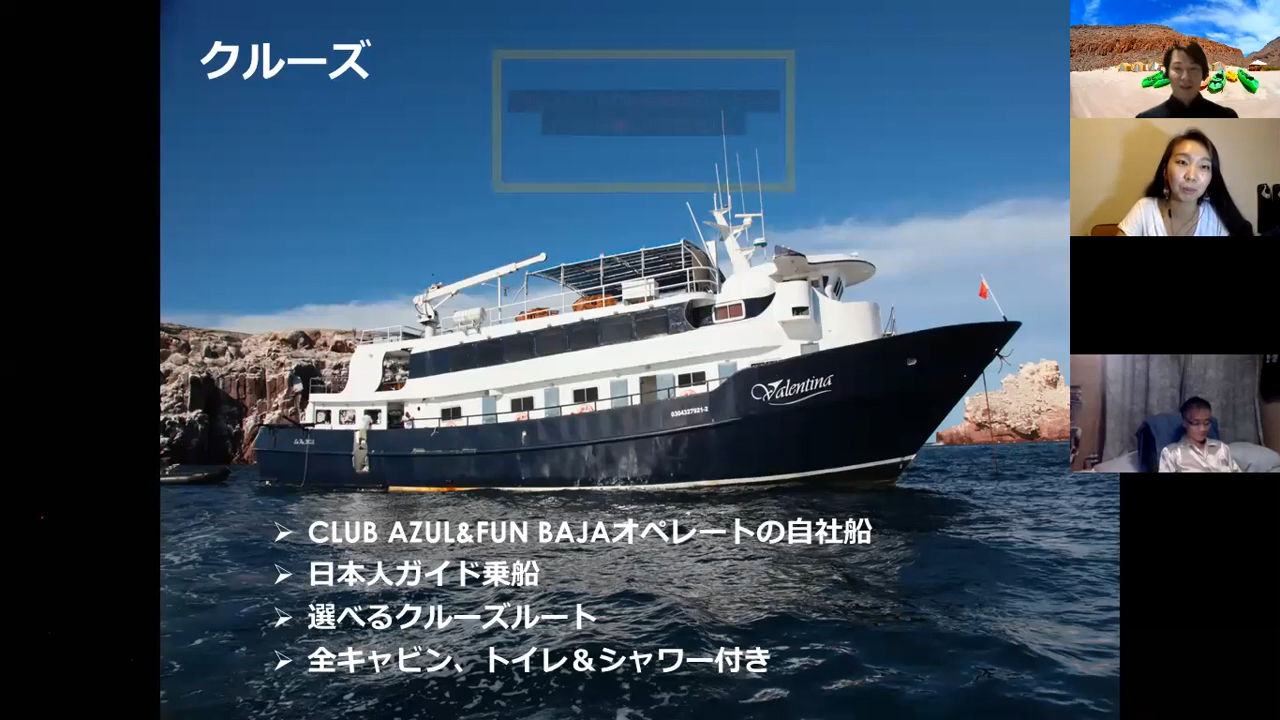 クルーズ
Valentina
0304227921-2
➢ CLUB AZUL&FUN BAJAオペレートの自社船
➢ 日本人ガイド乗船
➢ 選べるクルーズルート
➢ 全キャビン、トイレ＆シャワー付き